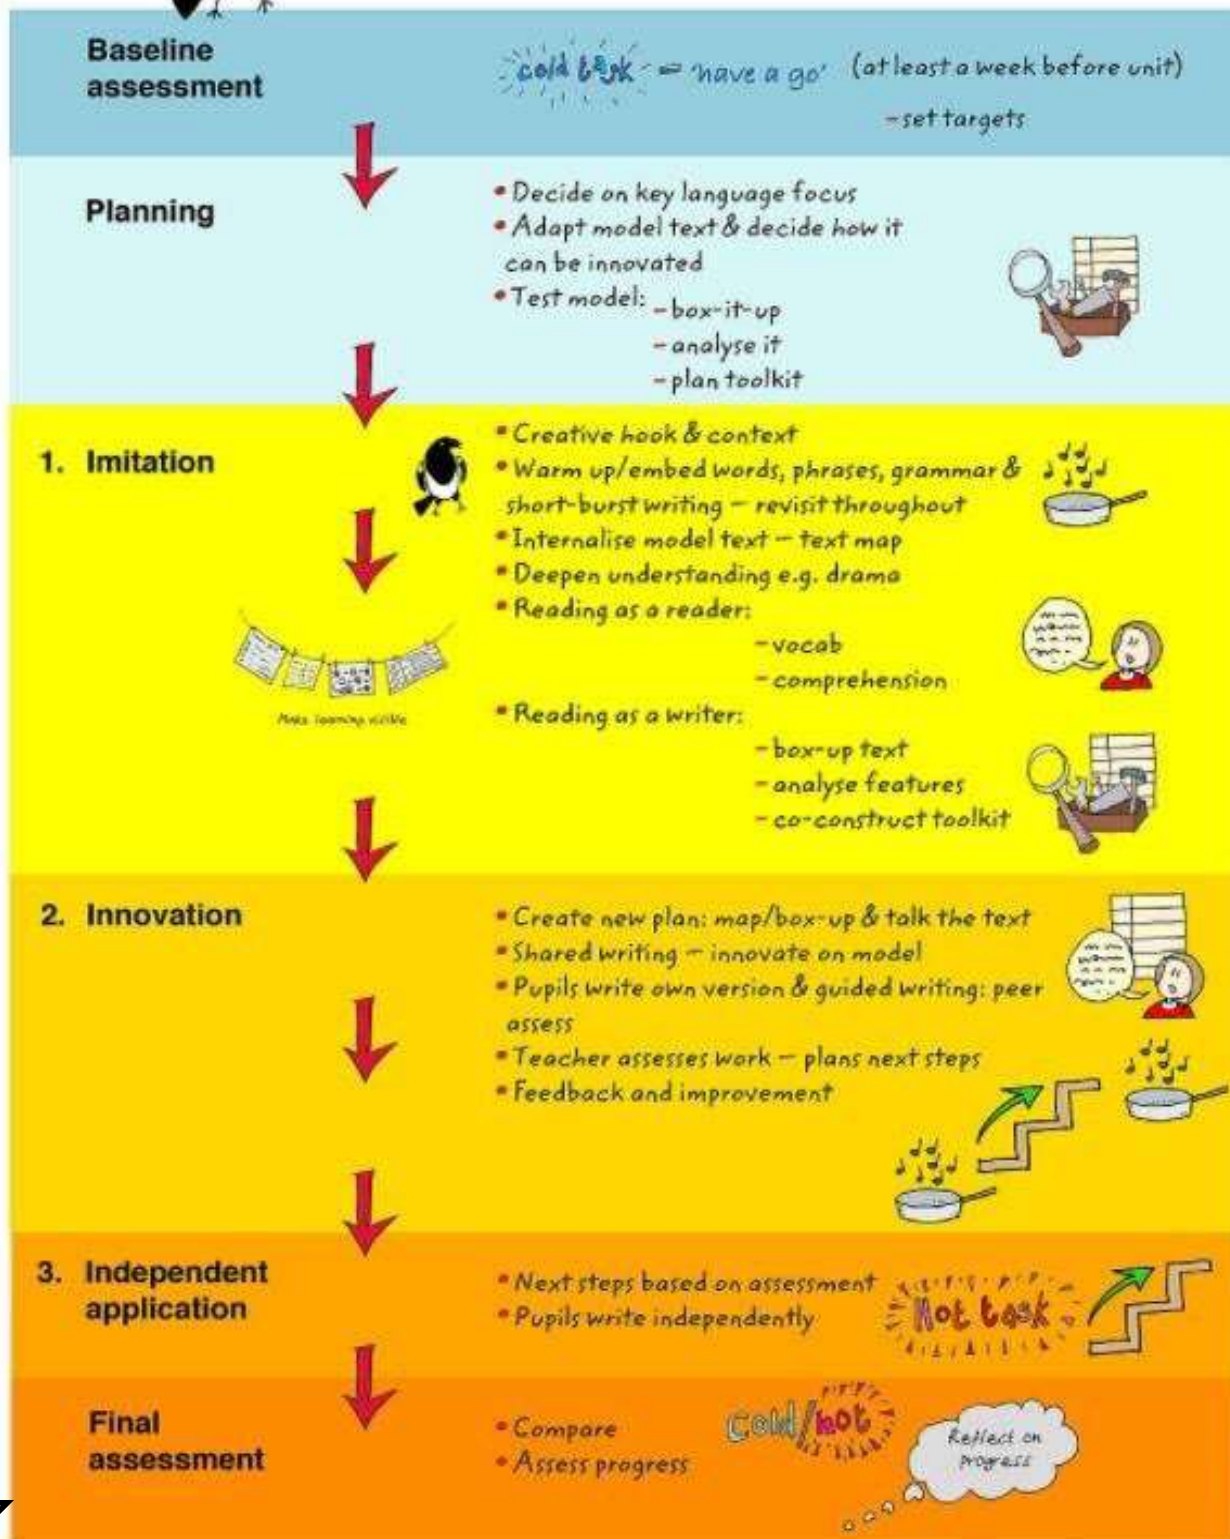 Baseline
assessment
cold task – 'have a go' (at least a week before unit)
– set targets
Planning
• Decide on key language focus
• Adapt model text & decide how it
can be innovated
• Test model:
– box-it-up
– analyse it
– plan toolkit
1. Imitation
• Creative hook & context
• Warm up/embed words, phrases, grammar &
short-burst writing – revisit throughout
• Internalise model text – text map
• Deepen understanding e.g. drama
• Reading as a reader:
– vocab
– comprehension
Make learning visible
• Reading as a writer:
– box-up text
– analyse features
– co-construct toolkit
2. Innovation
• Create new plan: map/box-up & talk the text
• Shared writing – innovate on model
• Pupils write own version & guided writing: peer
assess
• Teacher assesses work – plans next steps
• Feedback and improvement
3. Independent
application
• Next steps based on assessment
• Pupils write independently
Hot task
Final
assessment
• Compare
• Assess progress
Cold/hot
Reflect on
progress